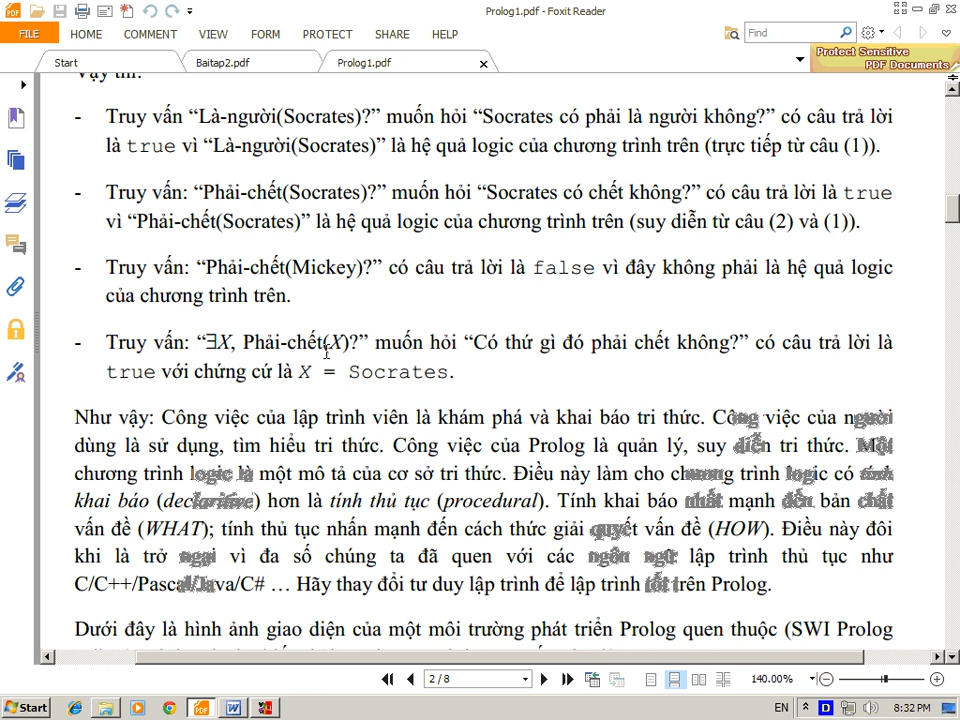 Prolog1.pdf - Foxit Reader
FILE HOME COMMENT VIEW FORM PROTECT SHARE HELP
Find
Start Baitap2.pdf Prolog1.pdf
Protect Sensitive
PDF Documents
Vậy thì:
- Truy vấn “Là-người(Socrates)?” muốn hỏi “Socrates có phải là người không?” có câu trả lời
là true vì “Là-người(Socrates)” là hệ quả logic của chương trình trên (trực tiếp từ câu (1)).
- Truy vấn: “Phải-chết(Socrates)?” muốn hỏi “Socrates có chết không?” có câu trả lời là true
vì “Phải-chết(Socrates)” là hệ quả logic của chương trình trên (suy diễn từ câu (2) và (1)).
- Truy vấn: “Phải-chết(Mickey)?” có câu trả lời là false vì đây không phải là hệ quả logic
của chương trình trên.
- Truy vấn: “∃X, Phải-chết(X)?” muốn hỏi “Có thứ gì đó phải chết không?” có câu trả lời là
true với chứng cứ là X = Socrates.
Như vậy: Công việc của lập trình viên là khám phá và khai báo tri thức. Công việc của người
dùng là sử dụng, tìm hiểu tri thức. Công việc của Prolog là quản lý, suy diễn tri thức. Một
chương trình logic là một mô tả của cơ sở tri thức. Điều này làm cho chương trình logic có tính
khai báo (declaritive) hơn là tính thủ tục (procedural). Tính khai báo nhất mạnh đến bản chất
vấn đề (WHAT); tính thủ tục nhấn mạnh đến cách thức giải quyết vấn đề (HOW). Điều này đôi
khi là trở ngại vì đa số chúng ta đã quen với các ngôn ngữ lập trình thủ tục như
C/C++/Pascal/Java/C# … Hãy thay đổi tư duy lập trình để lập trình tốt trên Prolog.
Dưới đây là hình ảnh giao diện của một môi trường phát triển Prolog quen thuộc (SWI Prolog
2 / 8 140.00%
Start EN 8:32 PM